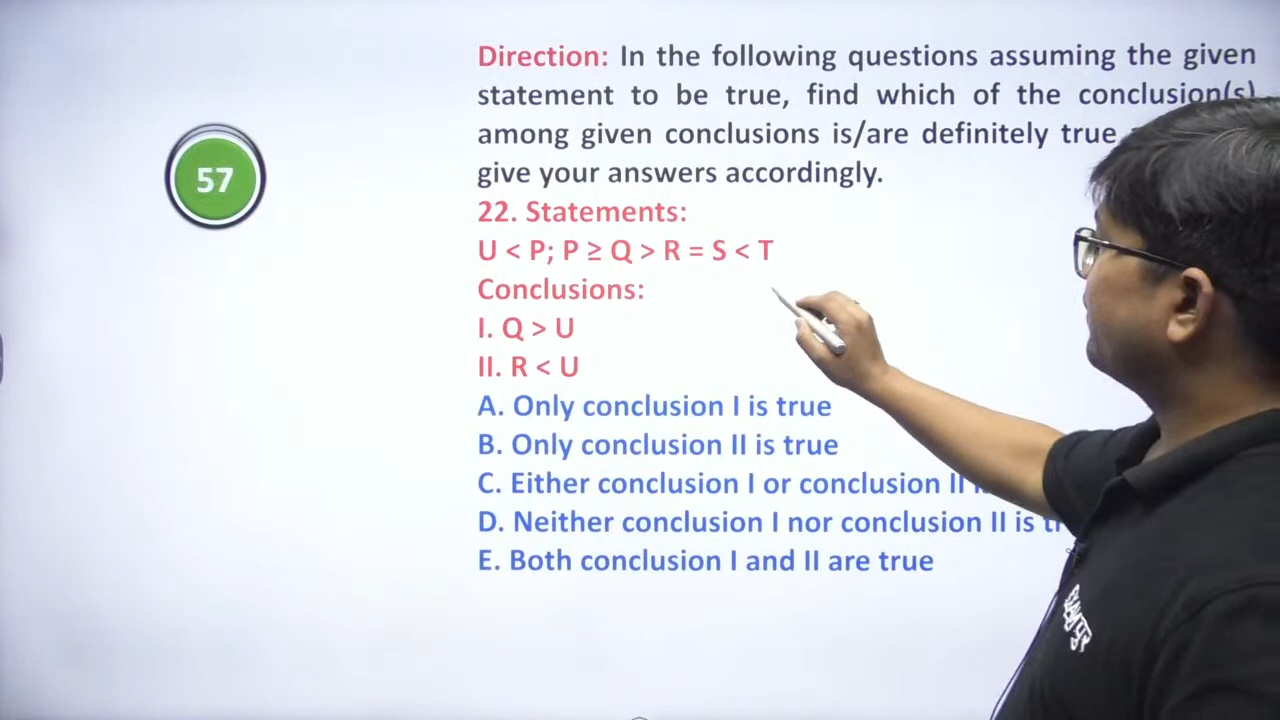 57
Direction: In the following questions assuming the given
statement to be true, find which of the conclusion(s)
among given conclusions is/are definitely true
give your answers accordingly.
22. Statements:
U < P; P ≥ Q > R = S < T
Conclusions:
I. Q > U
II. R < U
A. Only conclusion I is true
B. Only conclusion II is true
C. Either conclusion I or conclusion II
D. Neither conclusion I nor conclusion II is
E. Both conclusion I and II are true